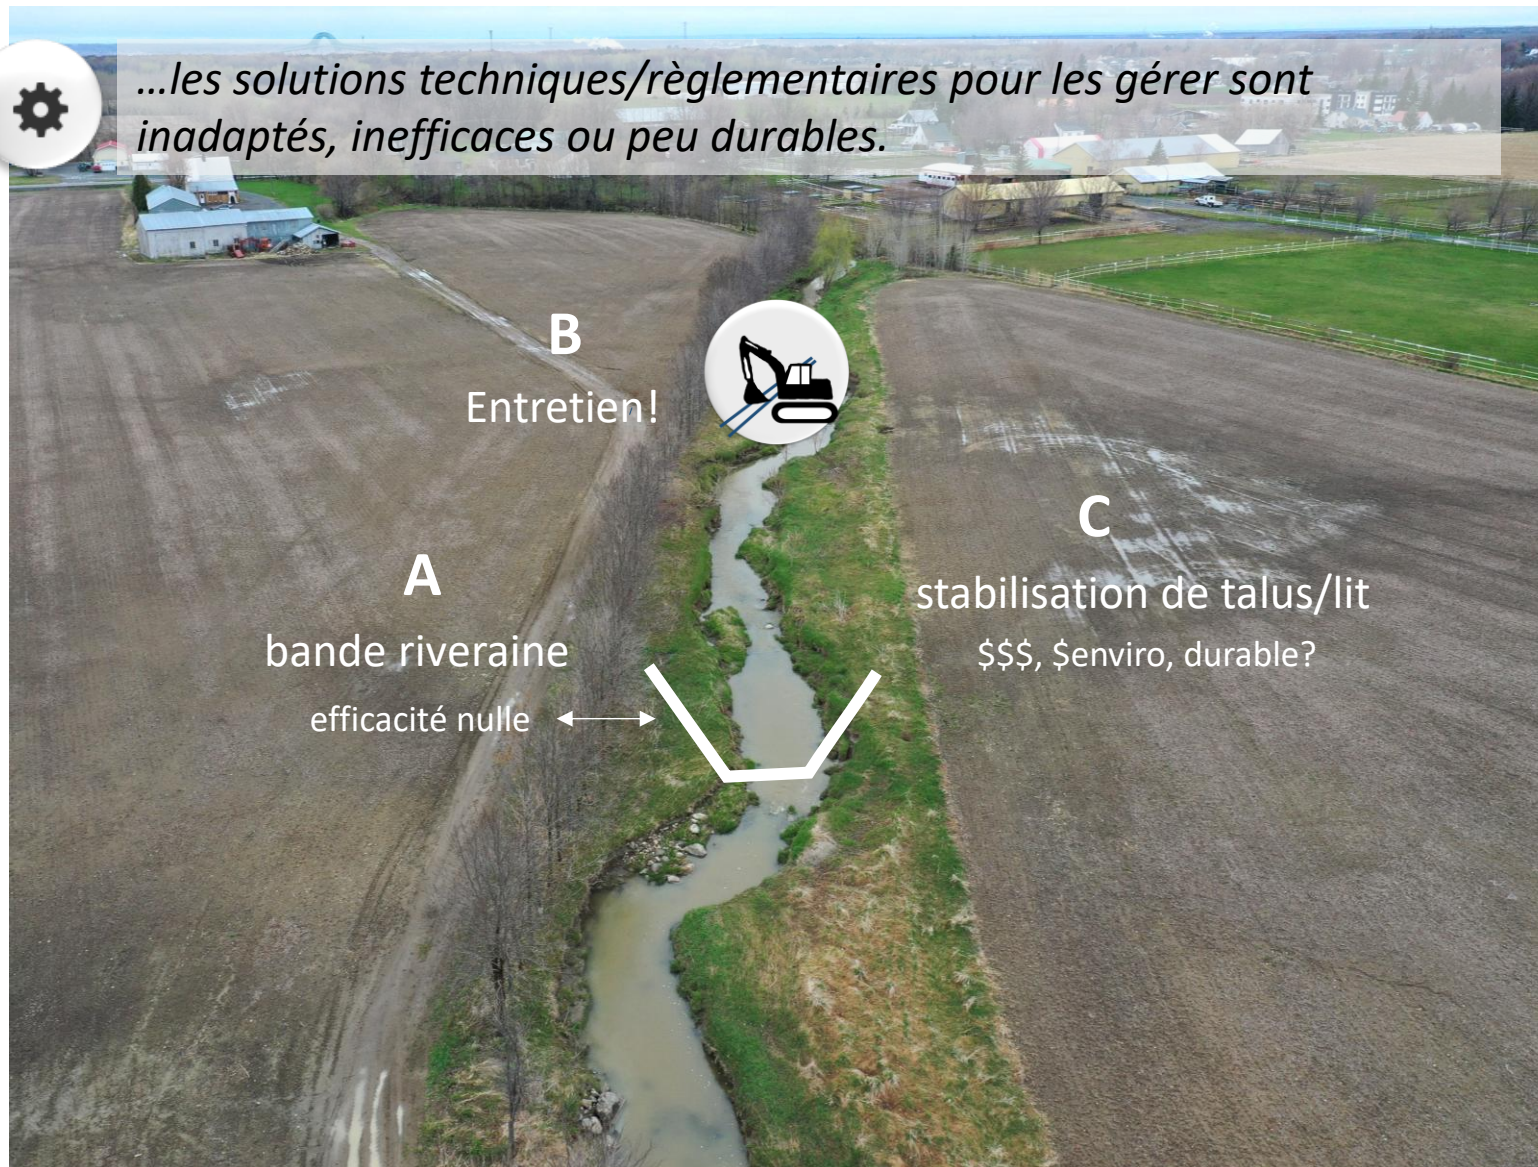 ...les solutions techniques/règlementaires pour les gérer sont
inadaptés, inefficaces ou peu durables.
B
Entretien!
A
bande riveraine
efficacité nulle
C
stabilisation de talus/lit
$$$, $enviro, durable?